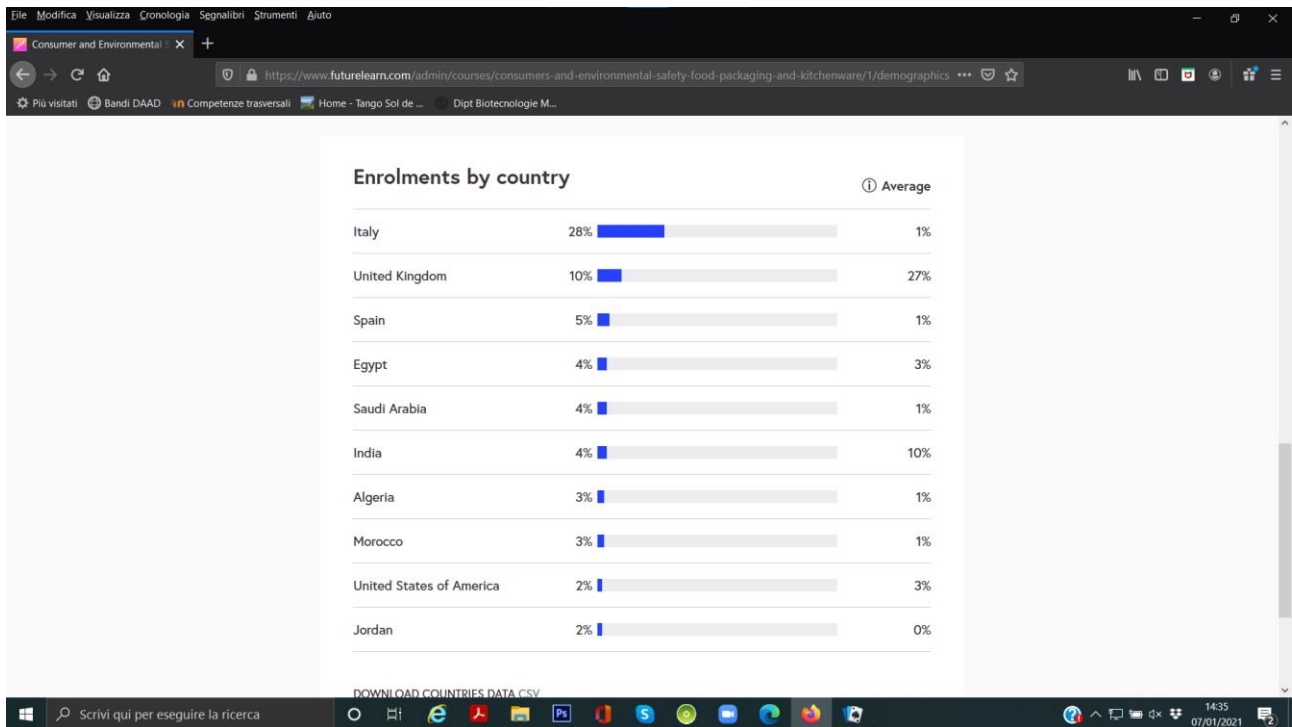 File Modifica Visualizza Cronologia Segnalibri Strumenti Aiuto
Consumer and Environmental S
https://www.futurelearn.com/admin/courses/consumers-and-environmental-safety-food-packaging-and-kitchenware/1/demographics
Più visitati Bandi DAAD in Competenze trasversali Home - Tango Sol de ... Dipt Biotecnologie M...
Enrolments by country
Average
Italy 28% 1%
United Kingdom 10% 27%
Spain 5% 1%
Egypt 4% 3%
Saudi Arabia 4% 1%
India 4% 10%
Algeria 3% 1%
Morocco 3% 1%
United States of America 2% 3%
Jordan 2% 0%
DOWNLOAD COUNTRIES DATA CSV
Scrivi qui per eseguire la ricerca
Ps
S
14:35
07/01/2021
2